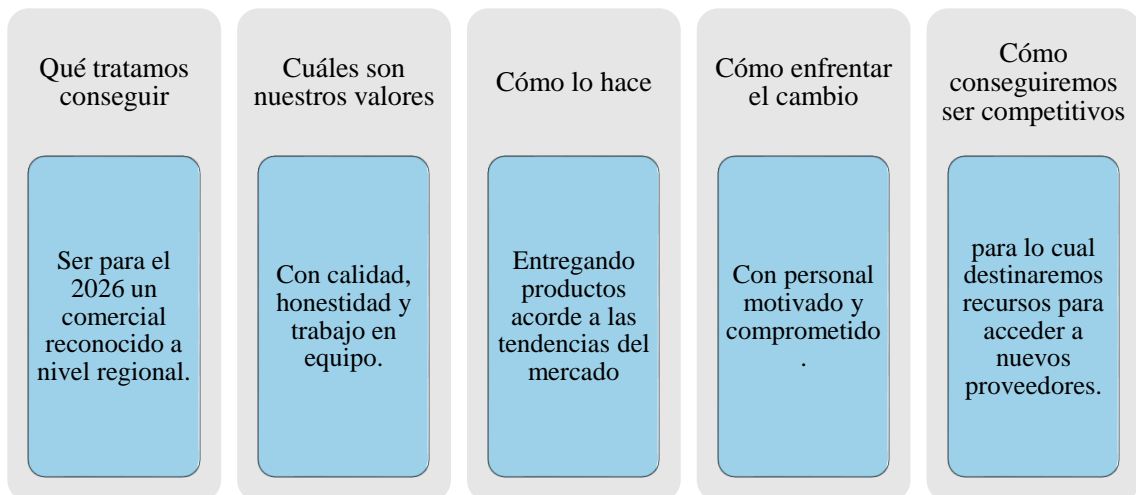 Qué tratamos
conseguir
Ser para el
2026 un
comercial
reconocido a
nivel regional.
Cuáles son
nuestros valores
Con calidad,
honestidad y
trabajo en
equipo.
Cómo lo hace
Entregando
productos
acorde a las
tendencias del
mercado
Cómo enfrentar
el cambio
Con personal
motivado y
comprometido
.
Cómo
conseguiremos
ser competitivos
para lo cual
destinaremos
recursos para
acceder a
nuevos
proveedores.